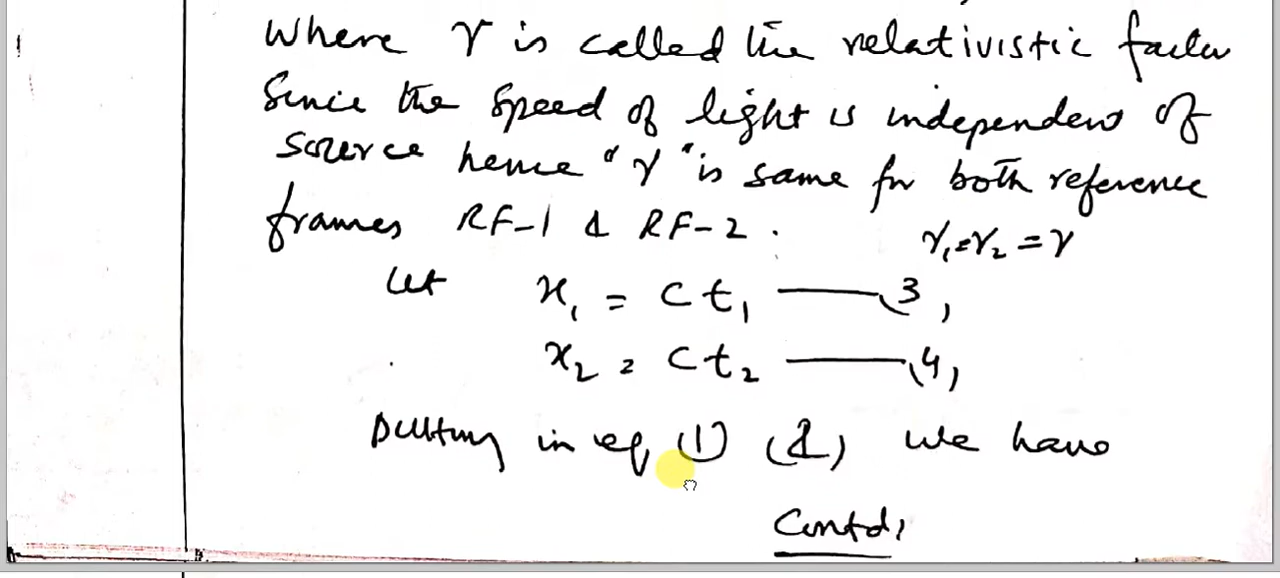 Where γ is called the relativistic factor
Since the speed of light is independent of
source hence "γ" is same for both reference
frames RF-1 & RF-2. γ₁=γ₂ = γ
Let x₁ = Ct₁ —— (3)
x₂ = Ct₂ —— (4)
Putting in eq (1) (2) we have
Contd,